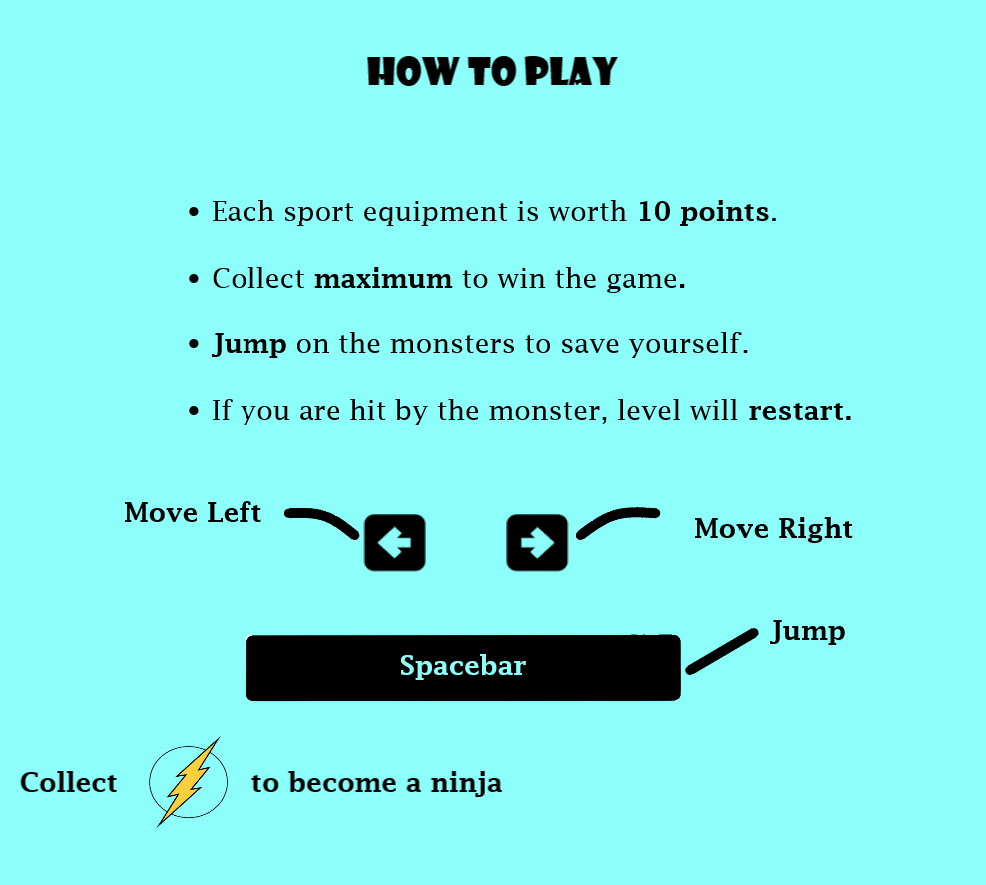 HOW TO PLAY
• Each sport equipment is worth 10 points.
• Collect maximum to win the game.
• Jump on the monsters to save yourself.
• If you are hit by the monster, level will restart.
Move Left
Move Right
Jump
Spacebar
Collect to become a ninja